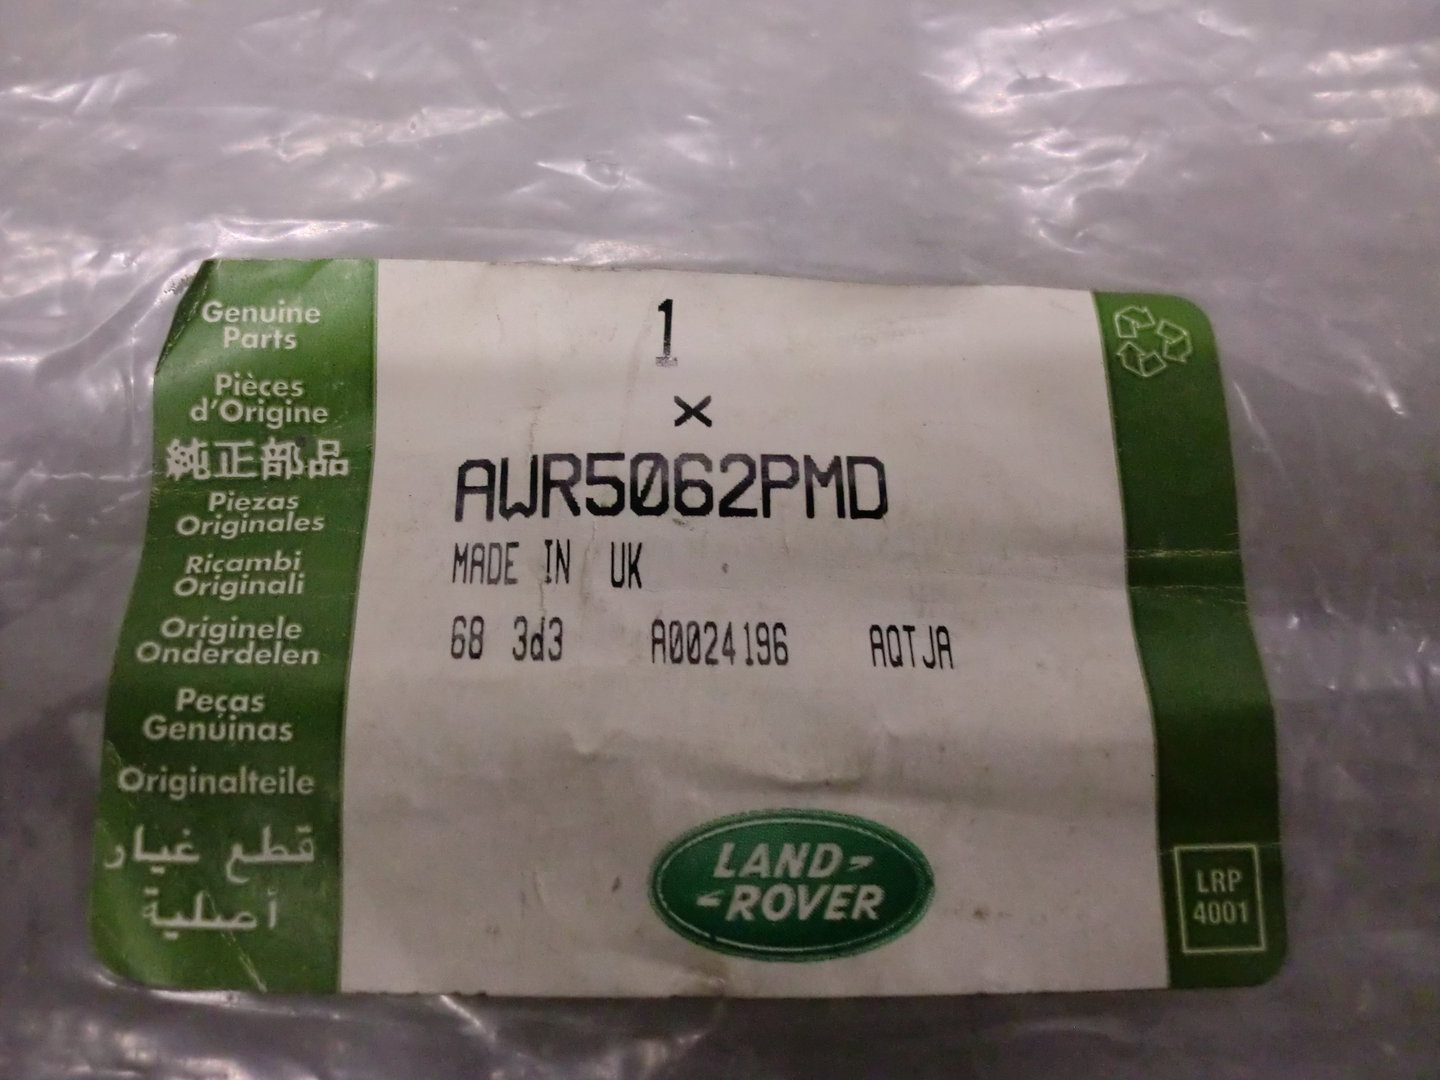 Genuine
Parts
Pièces
d'Origine
純正部品
Piezas
Originales
Ricambi
Originali
Originele
Onderdelen
Peças
Genúinas
Originalteile
قطع غيار
أصلية
1
×
AWR5062PMD
MADE IN UK
68 3d3 A0024196 AQTJA
LAND-
-ROVER
LRP
4001